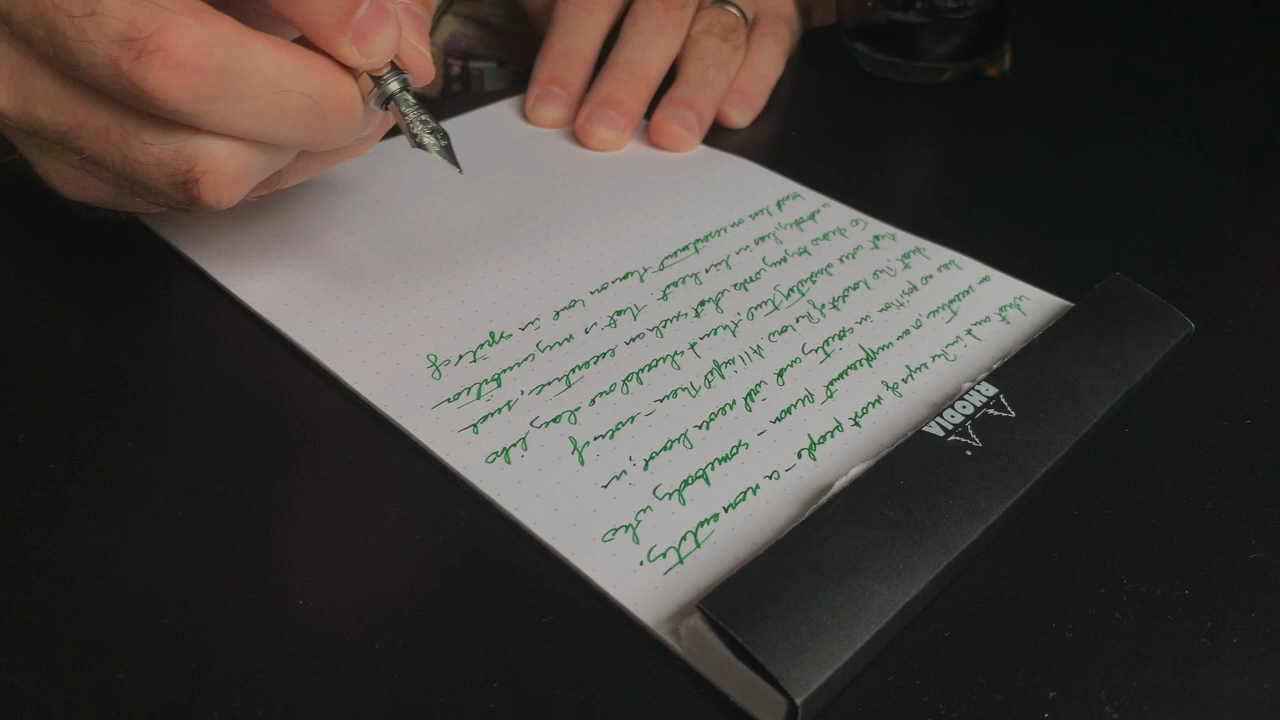 RHODIA
What am I in the eyes of most people - a nonentity,
an eccentric, or an unpleasant person - somebody who
has no position in society and will never have; in
short, the lowest of the low. All right then - even if
that were absolutely true, then I should one day like
to show by my work what such an eccentric, such
a nobody, has in his heart. That is my ambition
based less on resentment than on love in spite of